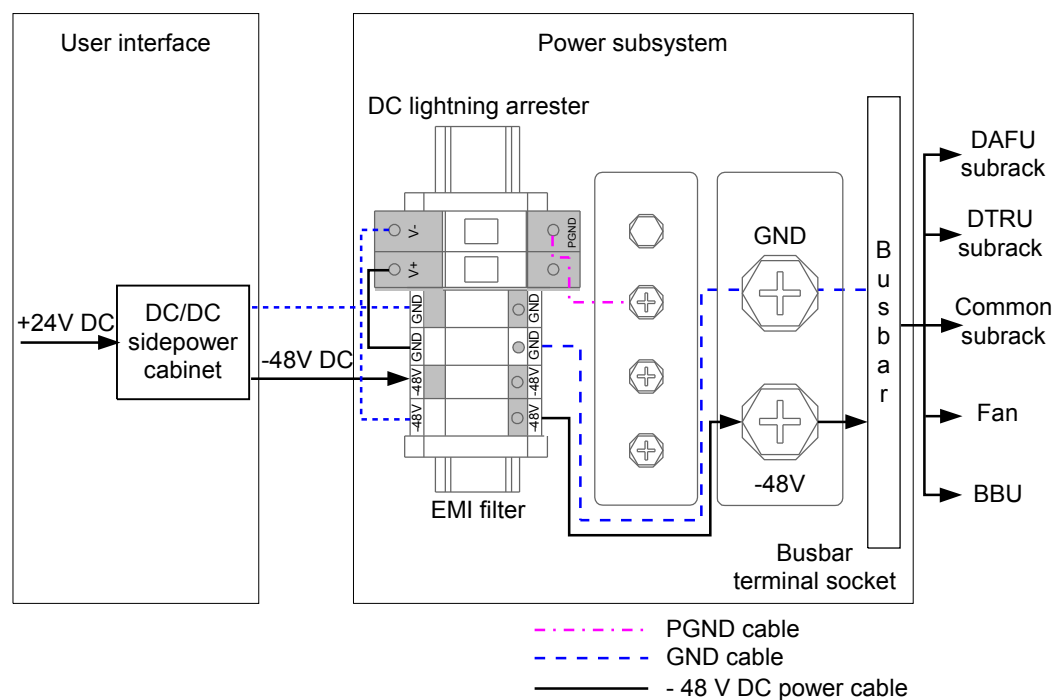 User interface
Power subsystem
DC lightning arrester
DAFU
subrack
DTRU
subrack
Common
subrack
Fan
BBU
V-
PGND
V+
GND
GND
GND
GND
-48V
-48V
-48V
-48V
GND
-48V
Busbar
+24V DC
DC/DC
sidepower
cabinet
-48V DC
EMI filter
Busbar
terminal socket
PGND cable
GND cable
- 48 V DC power cable